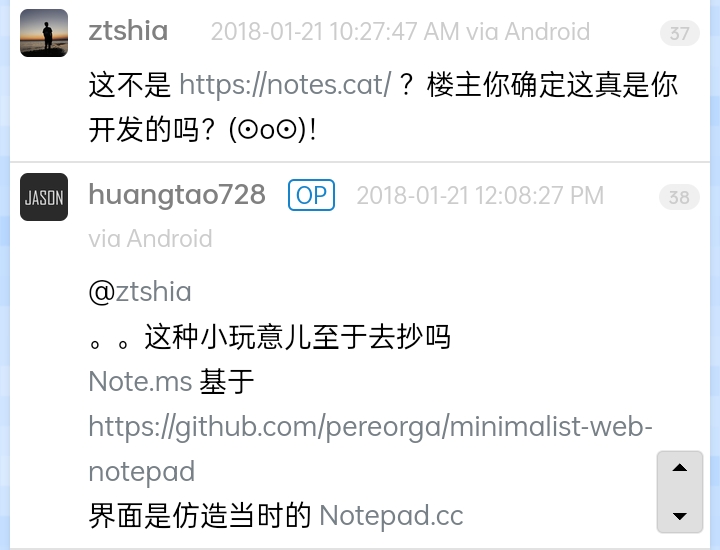 ztshia 2018-01-21 10:27:47 AM via Android 37
这不是 https://notes.cat/ ？楼主你确定这真是你
开发的吗？(⊙o⊙)！
JASON
huangtao728 OP 2018-01-21 12:08:27 PM 38
via Android
@ztshia
。。这种小玩意儿至于去抄吗
Note.ms 基于
https://github.com/pereorga/minimalist-web-
notepad
界面是仿造当时的 Notepad.cc